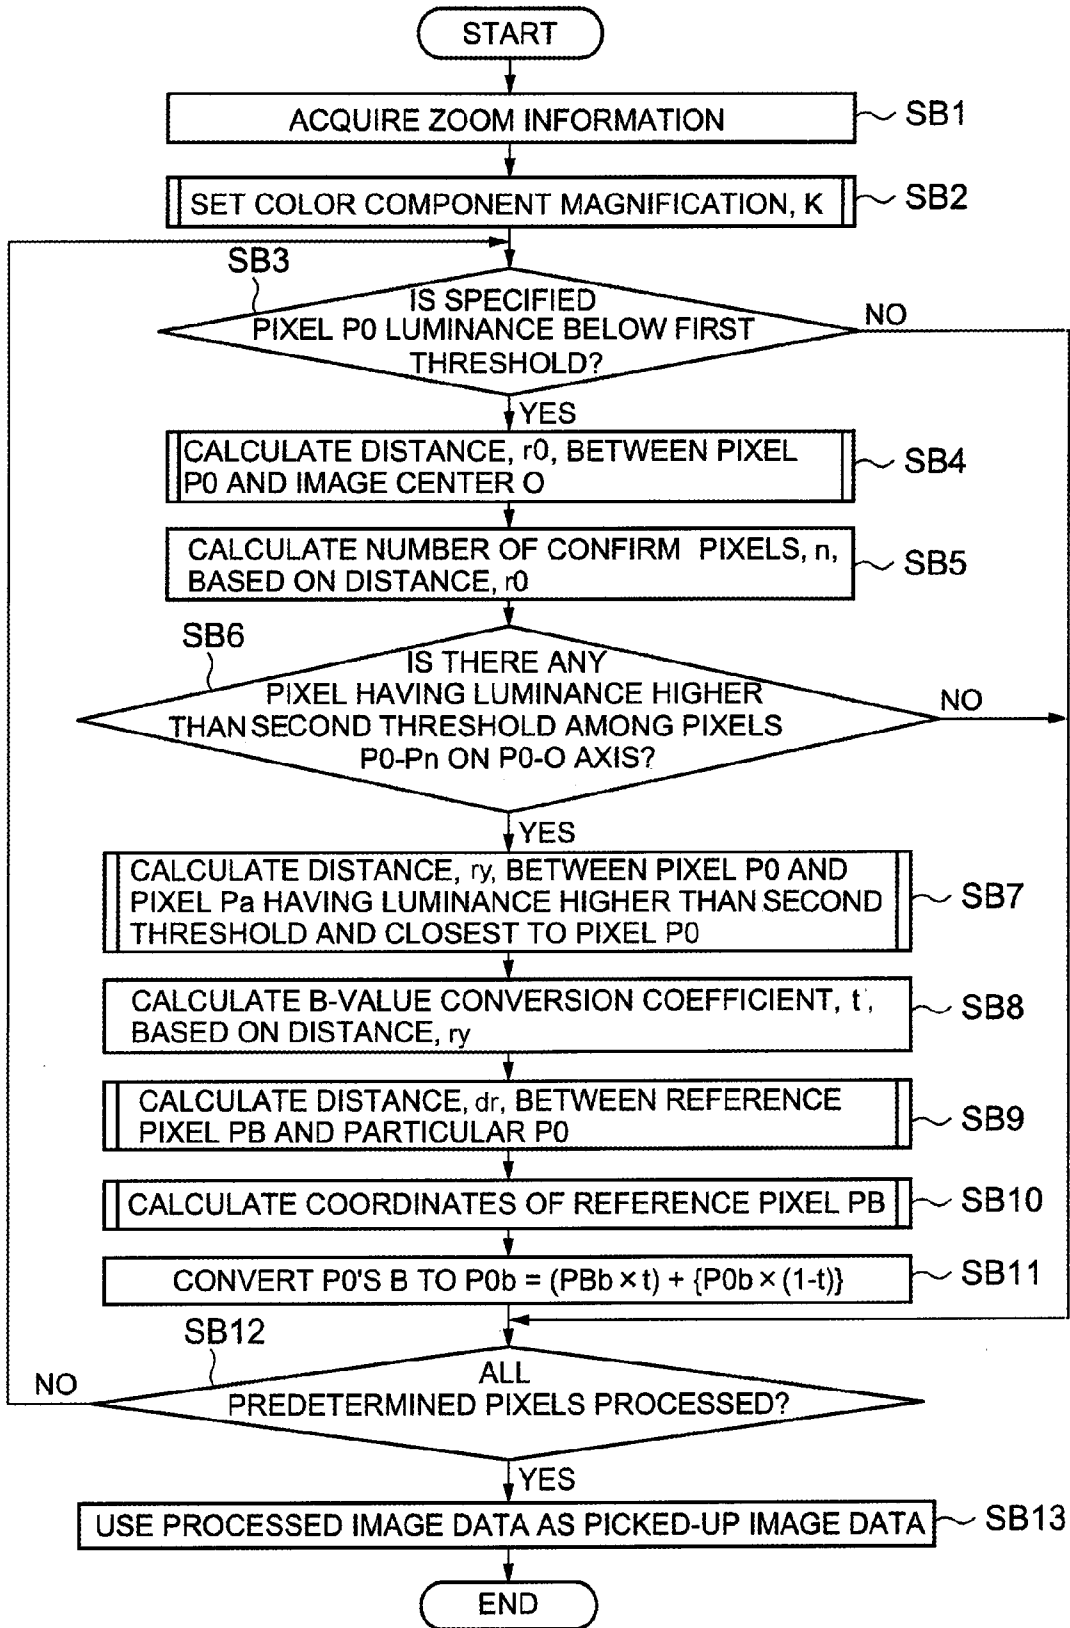 START
ACQUIRE ZOOM INFORMATION
SB1
SET COLOR COMPONENT MAGNIFICATION, K
SB2
SB3
IS SPECIFIED
PIXEL P0 LUMINANCE BELOW FIRST
THRESHOLD?
NO
YES
CALCULATE DISTANCE, r0, BETWEEN PIXEL
P0 AND IMAGE CENTER O
SB4
CALCULATE NUMBER OF CONFIRM PIXELS, n,
BASED ON DISTANCE, r0
SB5
SB6
IS THERE ANY
PIXEL HAVING LUMINANCE HIGHER
THAN SECOND THRESHOLD AMONG PIXELS
P0-Pn ON P0-O AXIS?
NO
YES
CALCULATE DISTANCE, ry, BETWEEN PIXEL P0 AND
PIXEL Pa HAVING LUMINANCE HIGHER THAN SECOND
THRESHOLD AND CLOSEST TO PIXEL P0
SB7
CALCULATE B-VALUE CONVERSION COEFFICIENT, t,
BASED ON DISTANCE, ry
SB8
CALCULATE DISTANCE, dr, BETWEEN REFERENCE
PIXEL PB AND PARTICULAR P0
SB9
CALCULATE COORDINATES OF REFERENCE PIXEL PB
SB10
CONVERT P0'S B TO P0b = (PBb × t) + {P0b × (1-t)}
SB11
SB12
ALL
PREDETERMINED PIXELS PROCESSED?
NO
YES
USE PROCESSED IMAGE DATA AS PICKED-UP IMAGE DATA
SB13
END